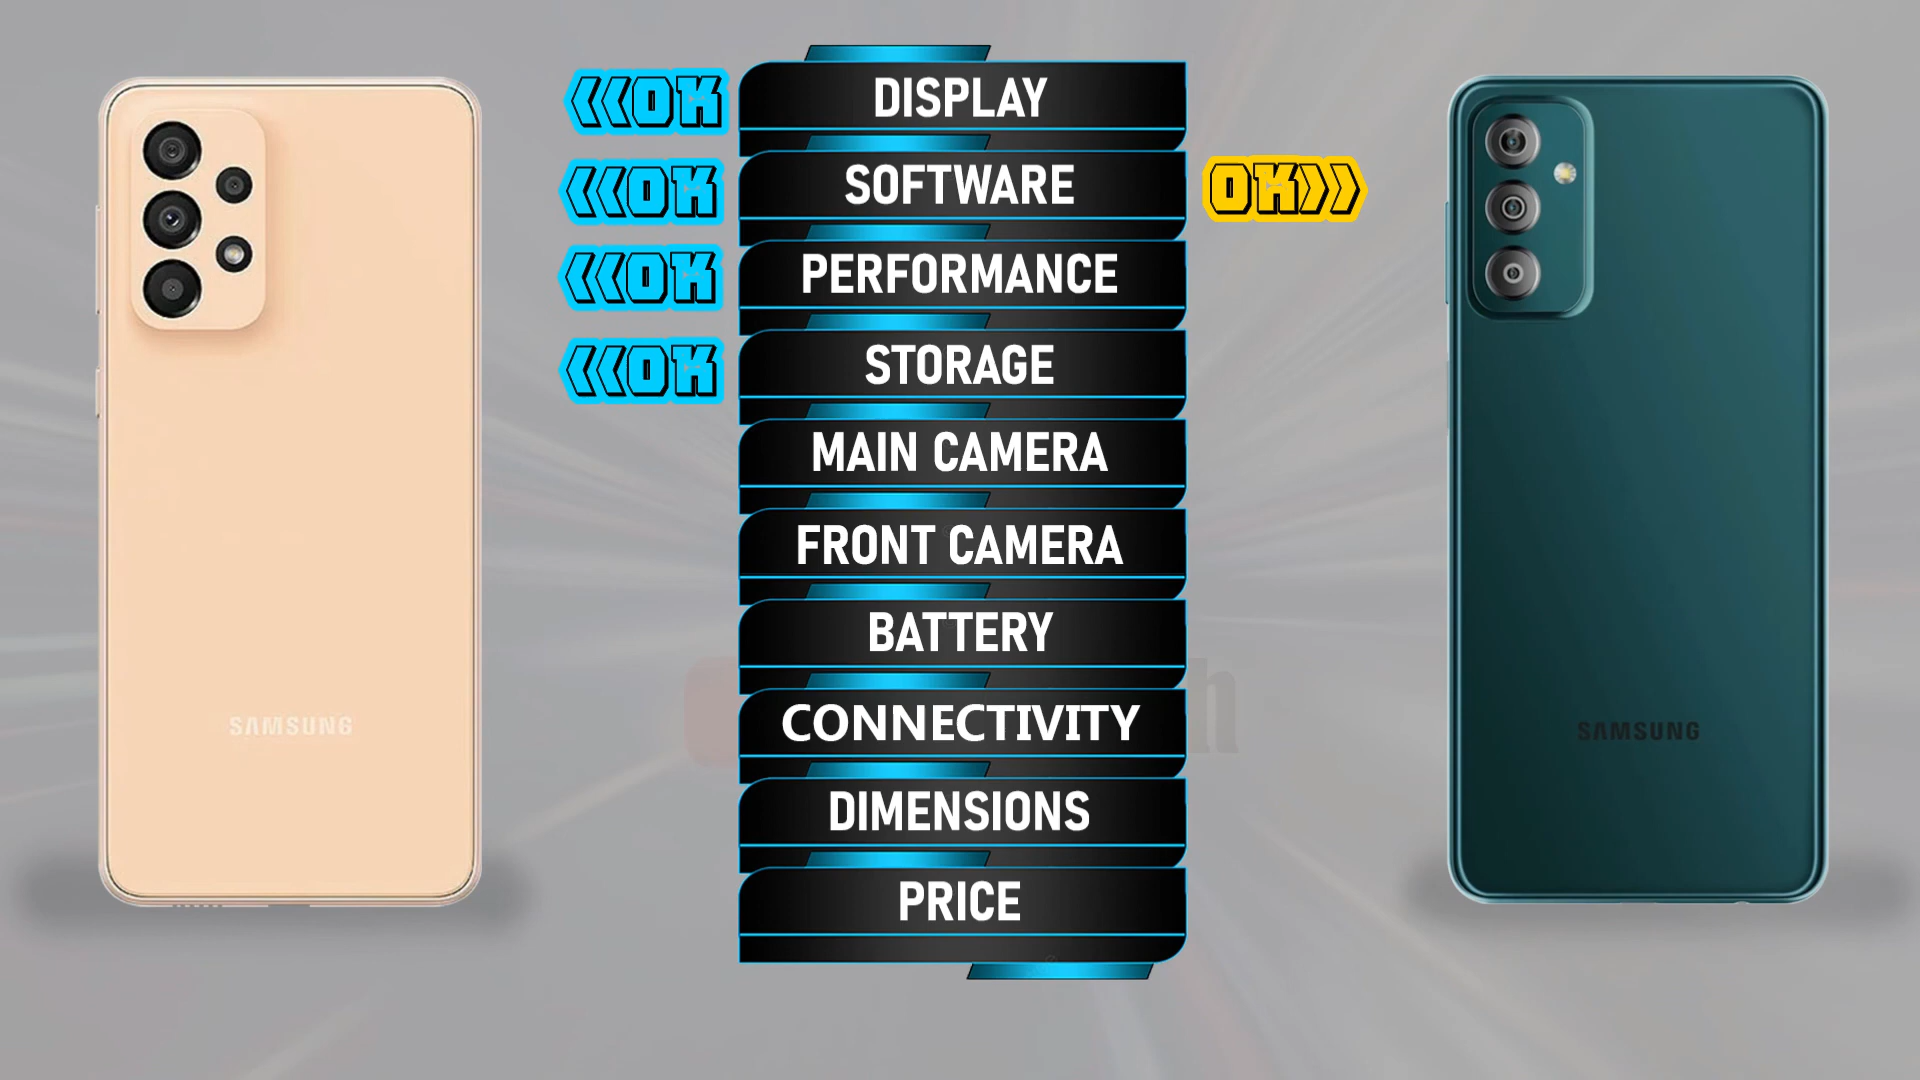 <<OK DISPLAY
<<OK SOFTWARE OK>>
<<OK PERFORMANCE
<<OK STORAGE
MAIN CAMERA
FRONT CAMERA
BATTERY
CONNECTIVITY
DIMENSIONS
PRICE
SAMSUNG
SAMSUNG